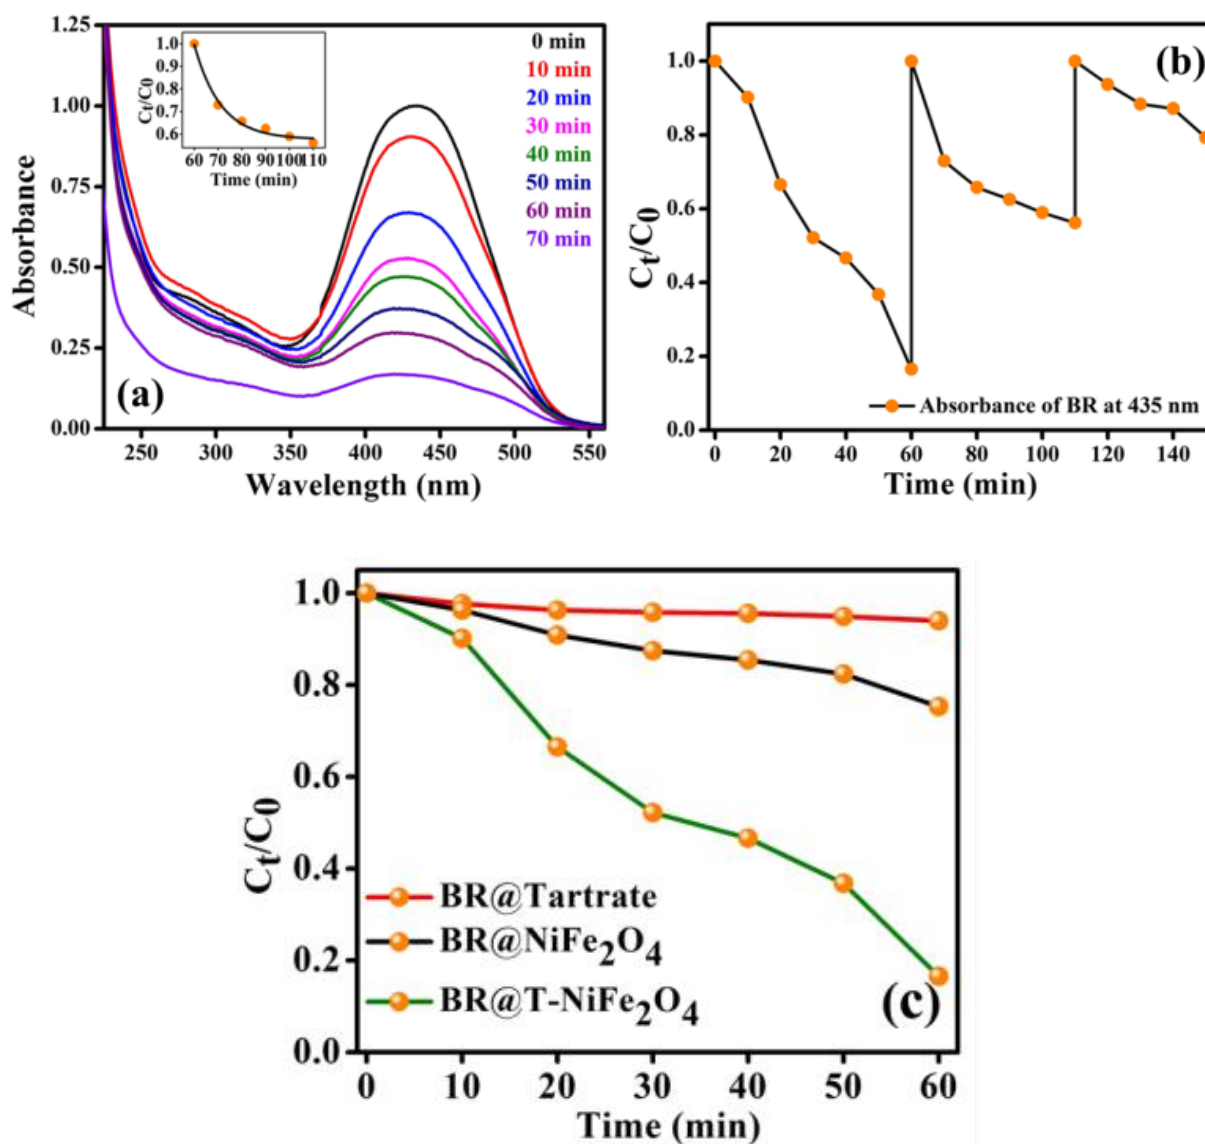 1.25
1.00
0.75
0.50
0.25
0.00
Absorbance
250 300 350 400 450 500 550
Wavelength (nm)
(a)
1.0
0.9
0.8
0.7
0.6
Ct/C0
60 70 80 90 100 110
Time (min)
0 min
10 min
20 min
30 min
40 min
50 min
60 min
70 min
(b)
1.0
0.8
0.6
0.4
0.2
0.0
Ct/C0
Absorbance of BR at 435 nm
0 20 40 60 80 100 120 140
Time (min)
1.0
0.8
0.6
0.4
0.2
0.0
Ct/C0
BR@Tartrate
BR@NiFe2O4
BR@T-NiFe2O4
(c)
0 10 20 30 40 50 60
Time (min)